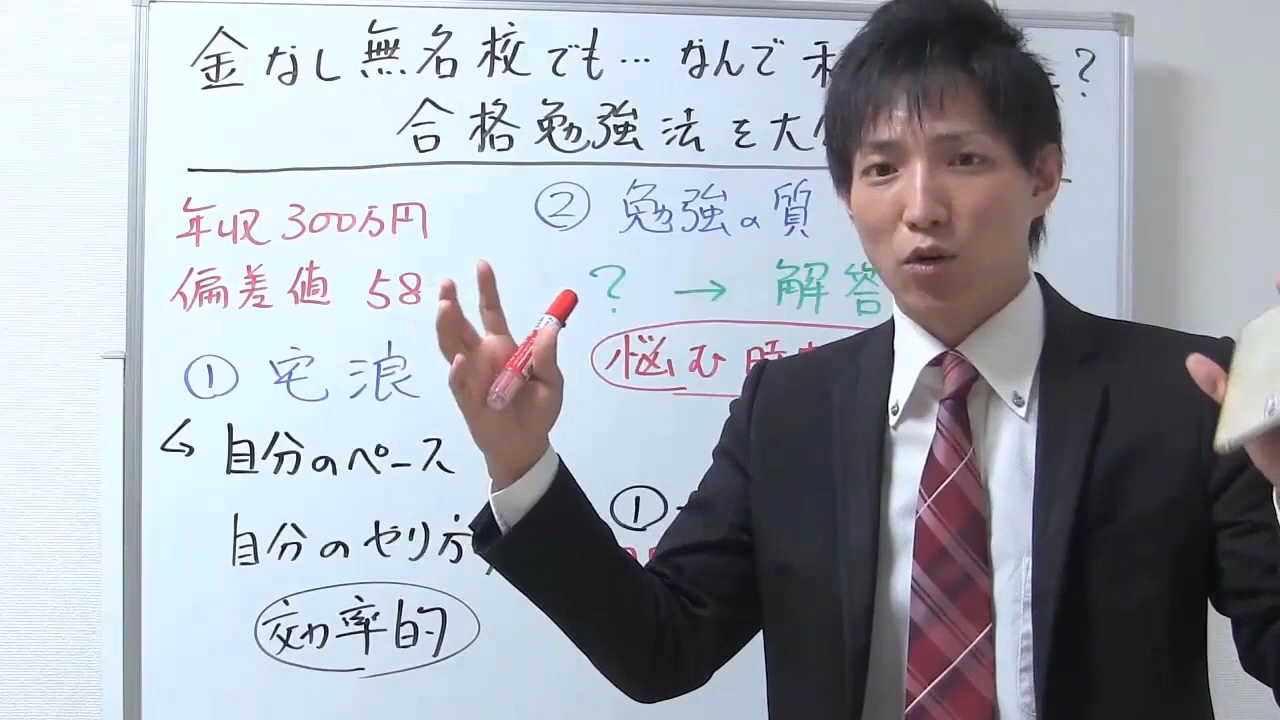 金なし無名校でも…なんで ?
合格勉強法を大
年収300万円
偏差値 58
① 宅浪
↳ 自分のペース
自分のやり方
効率的
② 勉強の質
? → 解答
悩む時
①